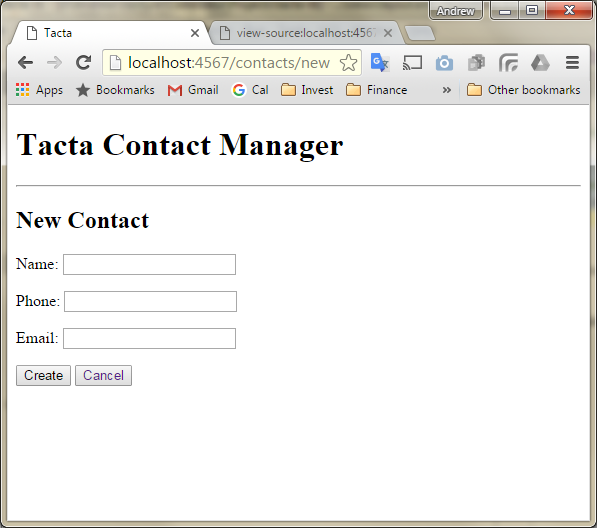 Andrew
Tacta
view-source:localhost:4567
localhost:4567/contacts/new
Apps Bookmarks Gmail Cal Invest Finance » Other bookmarks
Tacta Contact Manager
New Contact
Name:
Phone:
Email:
Create Cancel